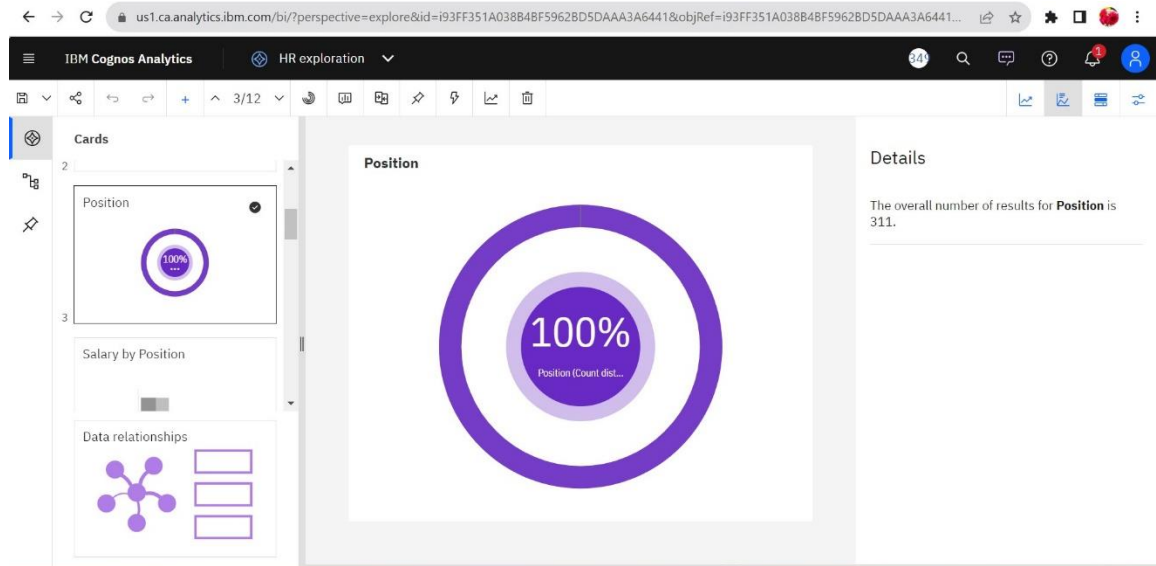 us1.ca.analytics.ibm.com/bi/?perspective=explore&id=i93FF351A038B4BF5962BD5DAAA3A6441&objRef=i93FF351A038B4BF5962BD5DAAA3A6441...
IBM Cognos Analytics
HR exploration
349
1
3/12
Cards
2
Position
100%
...
3
Salary by Position
Data relationships
Position
100%
Position (Count dist...
Details
The overall number of results for Position is
311.